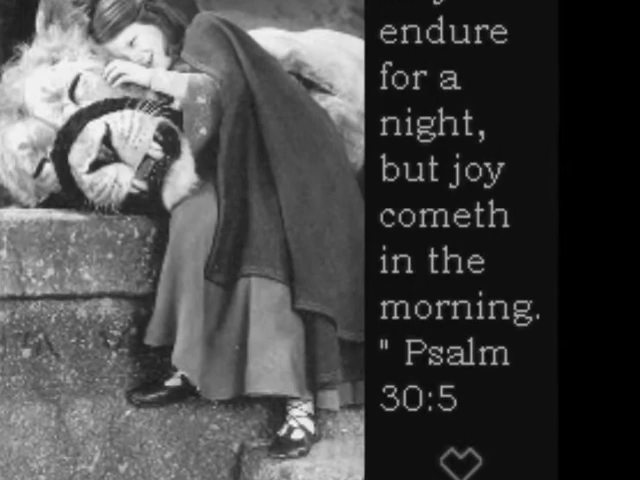 endure
for a
night,
but joy
cometh
in the
morning.
" Psalm
30:5